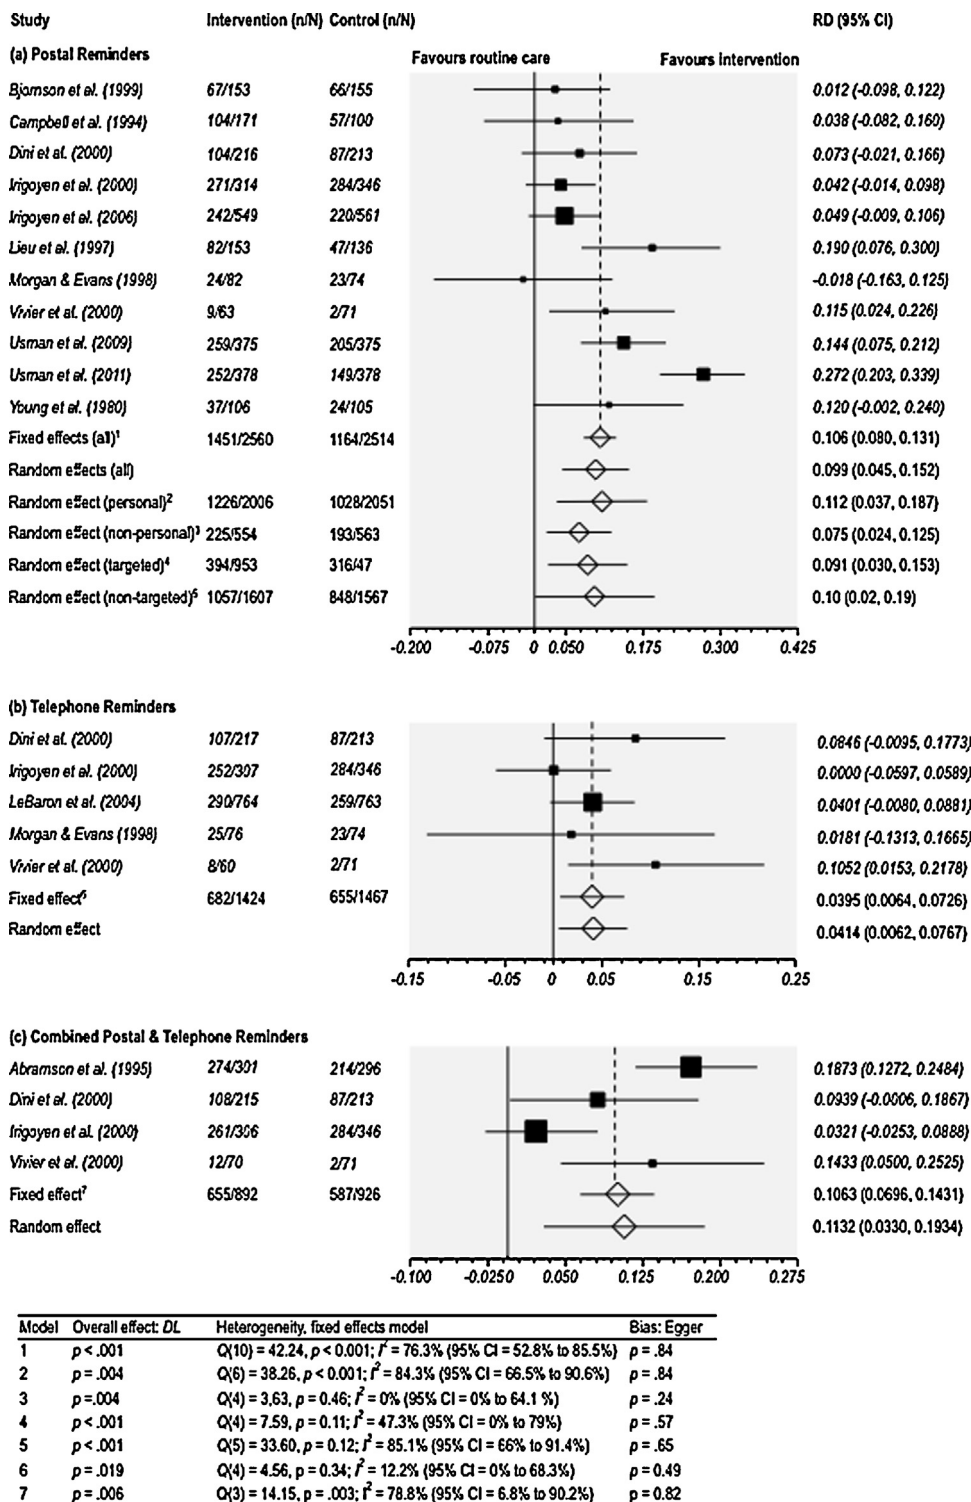 Study Intervention (n/N) Control (n/N) RD (95% CI)
(a) Postal Reminders Favours routine care Favours Intervention
Bjornson et al. (1999) 67/153 66/155 0.012 (-0.098, 0.122)
Campbell et al. (1994) 104/171 57/100 0.038 (-0.082, 0.160)
Dini et al. (2000) 104/216 87/213 0.073 (-0.021, 0.166)
Irigoyen et al. (2000) 271/314 284/346 0.042 (-0.014, 0.098)
Irigoyen et al. (2006) 242/549 220/561 0.049 (-0.009, 0.106)
Lieu et al. (1997) 82/153 47/136 0.190 (0.076, 0.300)
Morgan & Evans (1998) 24/82 23/74 -0.018 (-0.163, 0.125)
Vivier et al. (2000) 9/63 2/71 0.115 (0.024, 0.226)
Usman et al. (2009) 259/375 205/375 0.144 (0.075, 0.212)
Usman et al. (2011) 252/378 149/378 0.272 (0.203, 0.339)
Young et al. (1980) 37/106 24/105 0.120 (-0.002, 0.240)
Fixed effects (all)¹ 1451/2560 1164/2514 0.106 (0.080, 0.131)
Random effects (all) 0.099 (0.045, 0.152)
Random effect (personal)² 1226/2006 1028/2051 0.112 (0.037, 0.187)
Random effect (non-personal)³ 225/554 193/563 0.075 (0.024, 0.125)
Random effect (targeted)⁴ 394/953 316/47 0.091 (0.030, 0.153)
Random effect (non-targeted)⁵ 1057/1607 848/1567 0.10 (0.02, 0.19)
-0.200 -0.075 0 0.050 0.175 0.300 0.425
(b) Telephone Reminders
Dini et al. (2000) 107/217 87/213 0.0846 (-0.0095, 0.1773)
Irigoyen et al. (2000) 252/307 284/346 0.0000 (-0.0597, 0.0589)
LeBaron et al. (2004) 290/764 259/763 0.0401 (-0.0080, 0.0881)
Morgan & Evans (1998) 25/76 23/74 0.0181 (-0.1313, 0.1665)
Vivier et al. (2000) 8/60 2/71 0.1052 (0.0153, 0.2178)
Fixed effect⁶ 682/1424 655/1467 0.0395 (0.0064, 0.0726)
Random effect 0.0414 (0.0062, 0.0767)
-0.15 -0.05 0 0.05 0.15 0.25
(c) Combined Postal & Telephone Reminders
Abramson et al. (1995) 274/301 214/296 0.1873 (0.1272, 0.2484)
Dini et al. (2000) 108/215 87/213 0.0939 (-0.0006, 0.1867)
Irigoyen et al. (2000) 261/306 284/346 0.0321 (-0.0253, 0.0888)
Vivier et al. (2000) 12/70 2/71 0.1433 (0.0500, 0.2525)
Fixed effect⁷ 655/892 587/926 0.1063 (0.0696, 0.1431)
Random effect 0.1132 (0.0330, 0.1934)
-0.100 -0.0250 0.050 0.125 0.200 0.275
Model Overall effect: DL Heterogeneity, fixed effects model Bias: Egger
1 p < .001 Q(10) = 42.24, p < 0.001; I² = 76.3% (95% CI = 52.8% to 85.5%) p = .84
2 p = .004 Q(6) = 38.26, p < 0.001; I² = 84.3% (95% CI = 66.5% to 90.6%) p = .84
3 p =.004 Q(4) = 3,63, p = 0.46; I² = 0% (95% CI = 0% to 64.1 %) p = .24
4 p < .001 Q(4) = 7.59, p = 0.11; I² = 47.3% (95% CI = 0% to 79%) p = .57
5 p < .001 Q(5) = 33.60, p = 0.12; I² = 85.1% (95% CI = 66% to 91.4%) p = .65
6 p = .019 Q(4) = 4.56, p = 0.34; I² = 12.2% (95% CI = 0% to 68.3%) p = 0.49
7 p = .006 Q(3) = 14.15, p = .003; I² = 78.8% (95% CI = 6.8% to 90.2%) p = 0.82